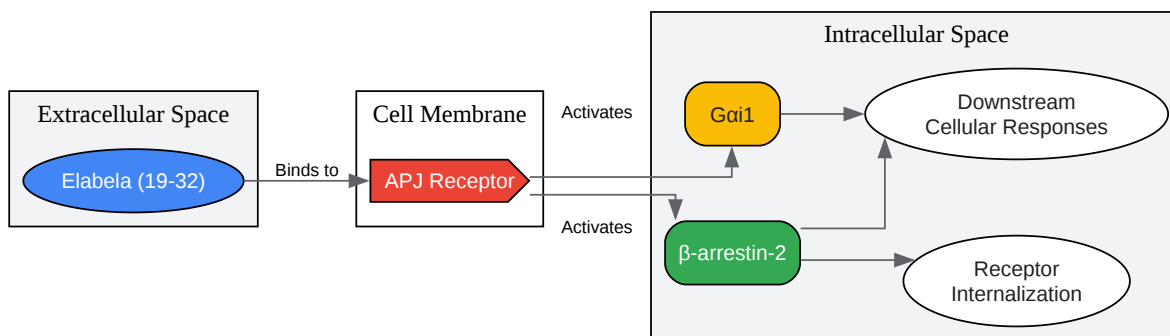 Extracellular Space
Elabela (19-32)
Binds to
Cell Membrane
APJ Receptor
Activates
Activates
Intracellular Space
Gαi1
β-arrestin-2
Downstream
Cellular Responses
Receptor
Internalization